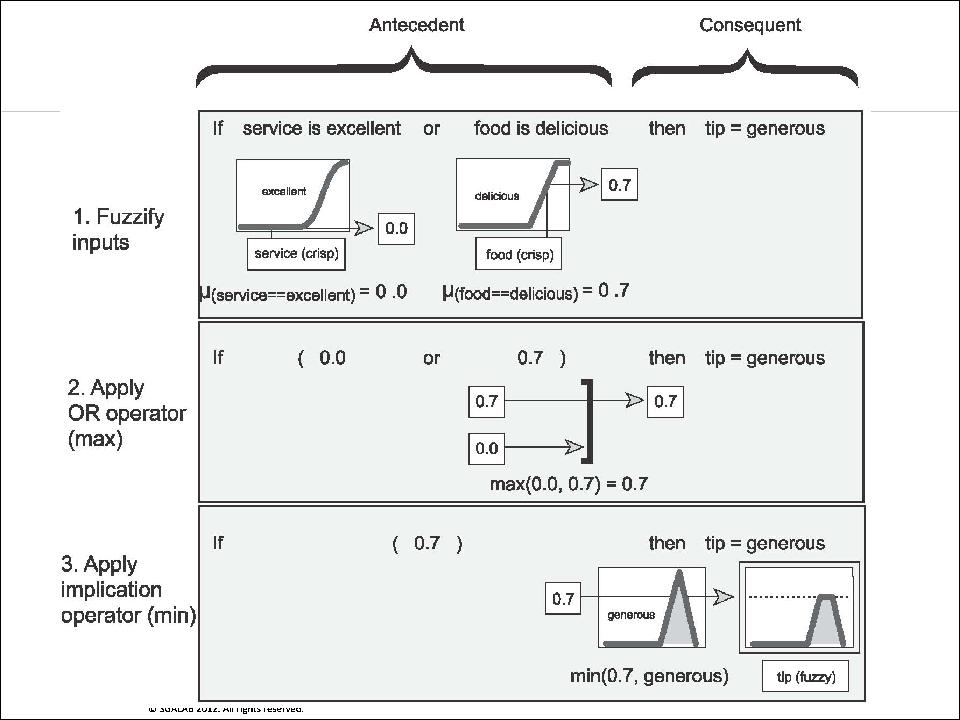 Antecedent
Consequent
If service is excellent or food is delicious then tip = generous
excellent
delicious
0.7
0.0
service (crisp)
food (crisp)
1. Fuzzify
inputs
μ(service==excellent) = 0 .0
μ(food==delicious) = 0 .7
If ( 0.0 or 0.7 ) then tip = generous
2. Apply
OR operator
(max)
0.7
0.7
0.0
max(0.0, 0.7) = 0.7
If ( 0.7 ) then tip = generous
3. Apply
implication
operator (min)
0.7
generous
min(0.7, generous)
tip (fuzzy)
© SGALAB 2012. All rights reserved.